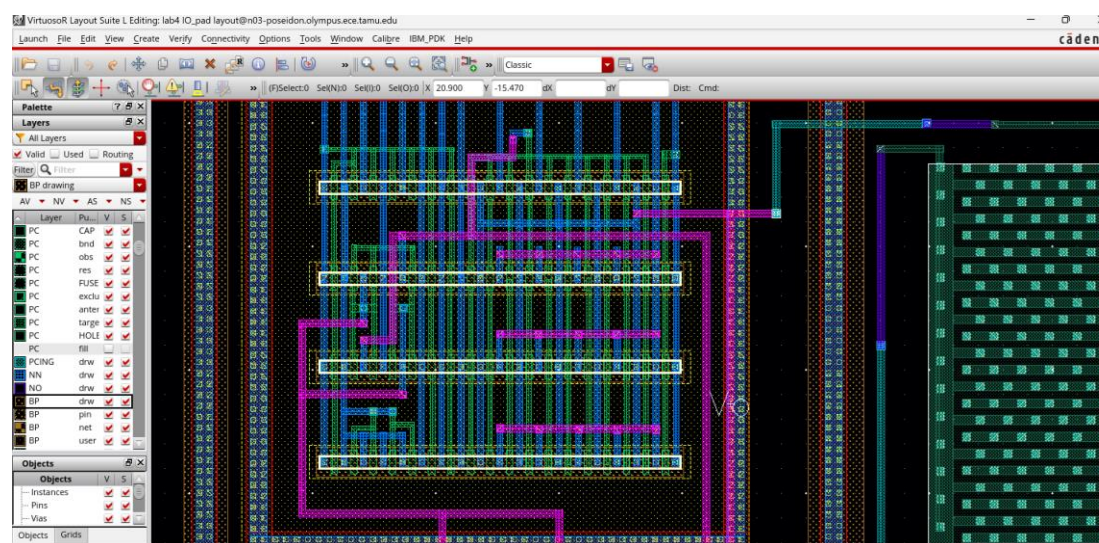 VirtuosoR Layout Suite L Editing: lab4 IO_pad layout@n03-poseidon.olympus.ece.tamu.edu
Launch File Edit View Create Verify Connectivity Options Tools Window Calibre IBM_PDK Help
cāden
» » Classic
» (F)Select:0 Sel(N):0 Sel(I):0 Sel(O):0 X 20.900 Y -15.470 dX dY Dist: Cmd:
Palette ?
Layers
All Layers
Valid Used Routing
Filter Filter
BP drawing
AV NV AS NS
Layer Pu... V S
PC CAP
PC bnd
PC obs
PC res
PC FUSE
PC exclu
PC anter
PC targe
PC HOLE
PC fill
PCING drw
NN drw
NO drw
BP drw
BP pin
BP net
BP user
Objects
Objects V S
Instances
Pins
Vias
Objects Grids